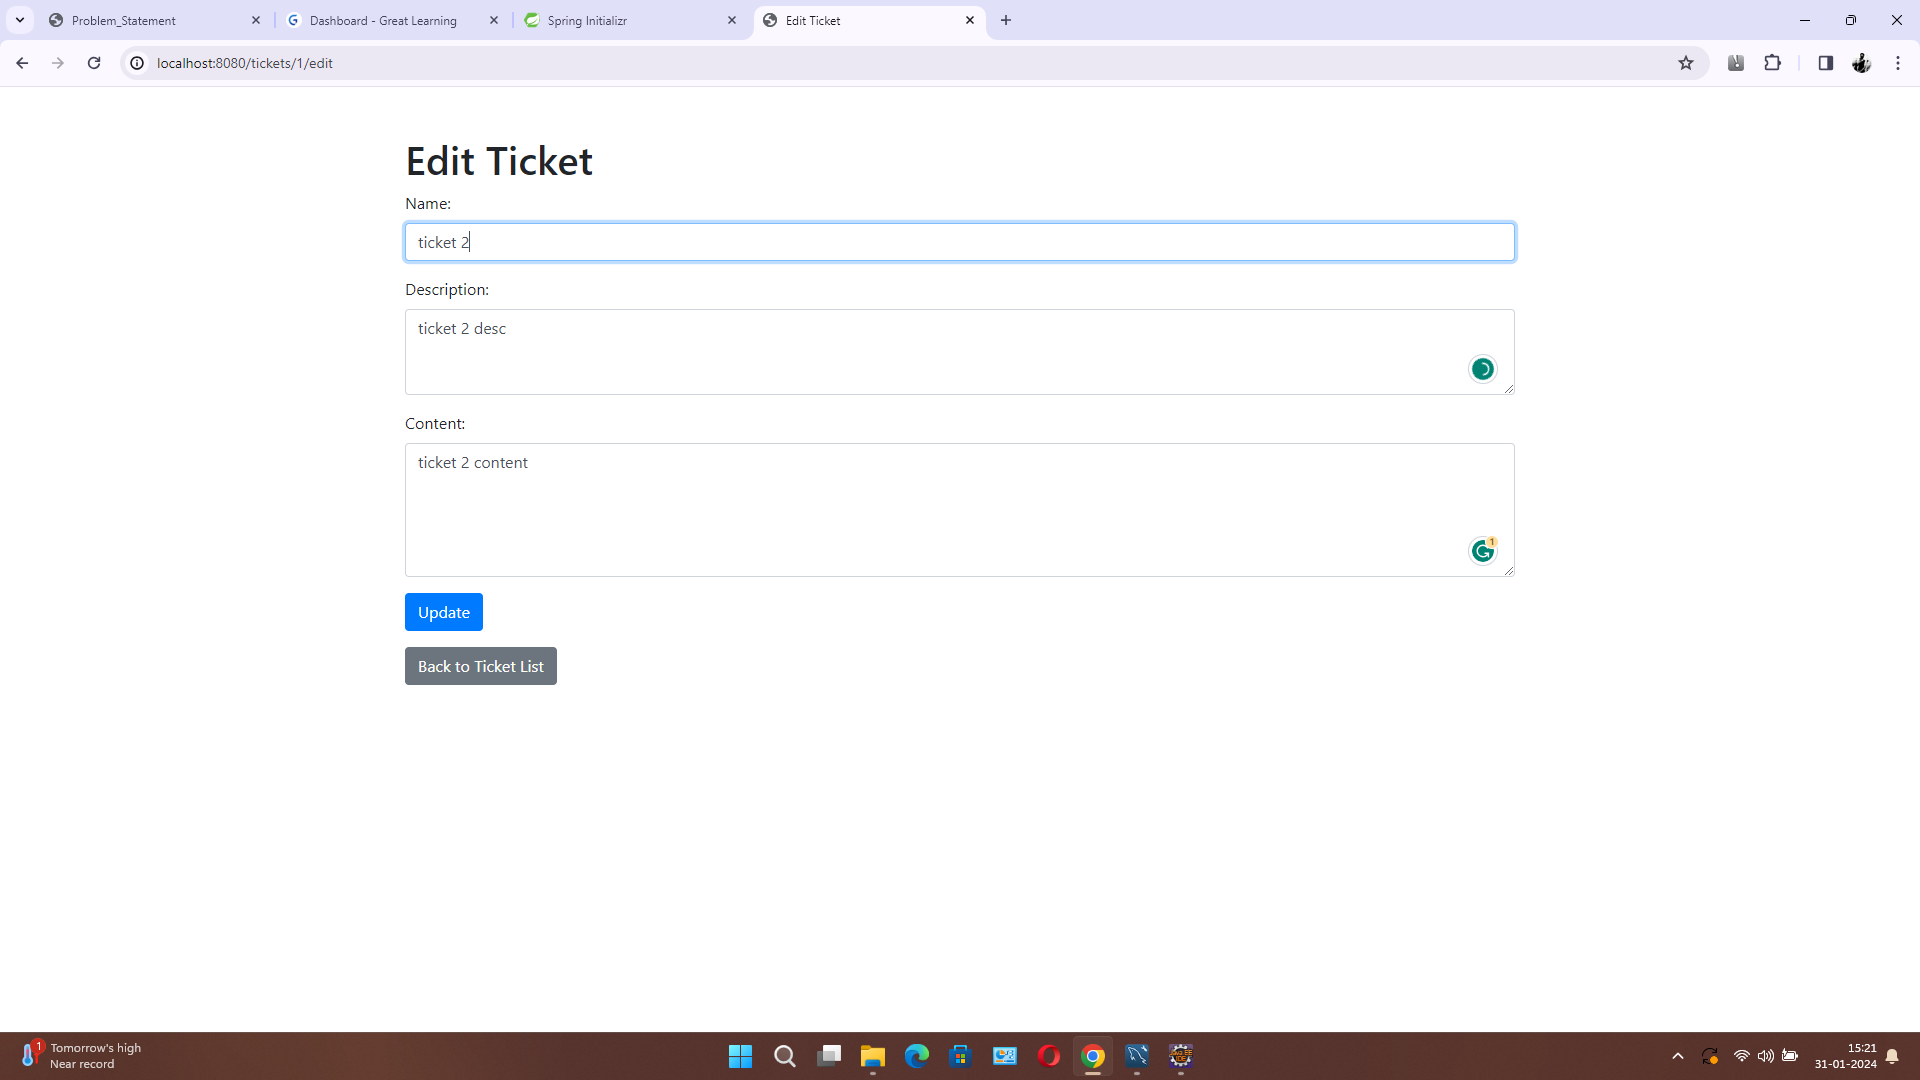 Problem_Statement
Dashboard - Great Learning
Spring Initializr
Edit Ticket
localhost:8080/tickets/1/edit
Edit Ticket
Name:
ticket 2
Description:
ticket 2 desc
Content:
ticket 2 content
1
Update
Back to Ticket List
1
Tomorrow's high
Near record
15:21
31-01-2024